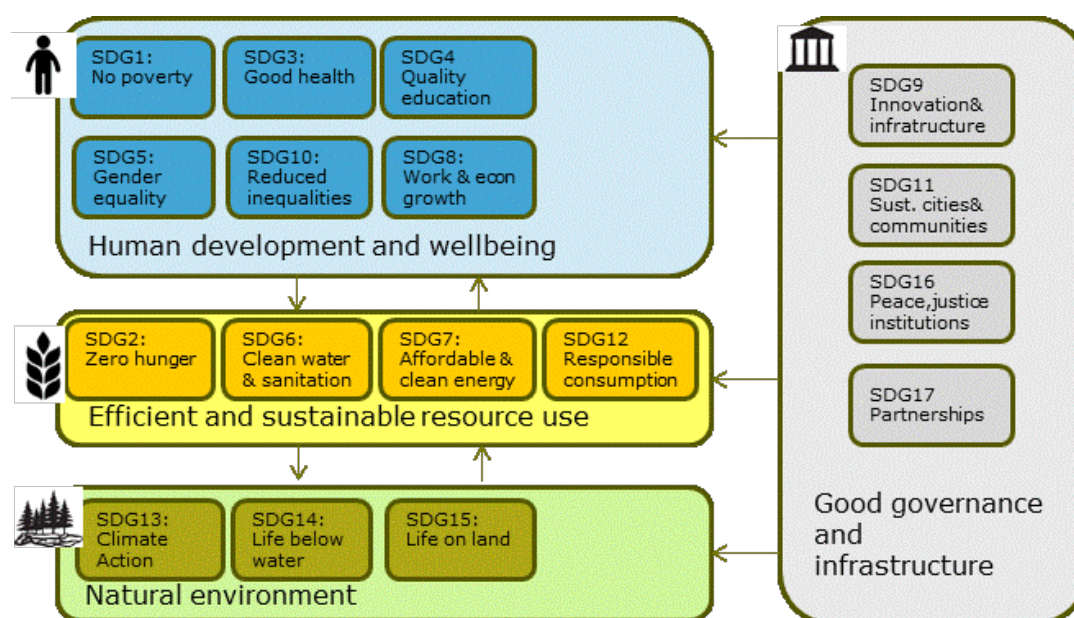 SDG1:
No poverty
SDG3:
Good health
SDG4
Quality
education
SDG5:
Gender
equality
SDG10:
Reduced
inequalities
SDG8:
Work & econ
growth
Human development and wellbeing
SDG2:
Zero hunger
SDG6:
Clean water
& sanitation
SDG7:
Affordable &
clean energy
SDG12
Responsible
consumption
Efficient and sustainable resource use
SDG13:
Climate
Action
SDG14:
Life below
water
SDG15:
Life on land
Natural environment
SDG9
Innovation&
infratructure
SDG11
Sust. cities&
communities
SDG16
Peace,justice
institutions
SDG17
Partnerships
Good governance
and
infrastructure